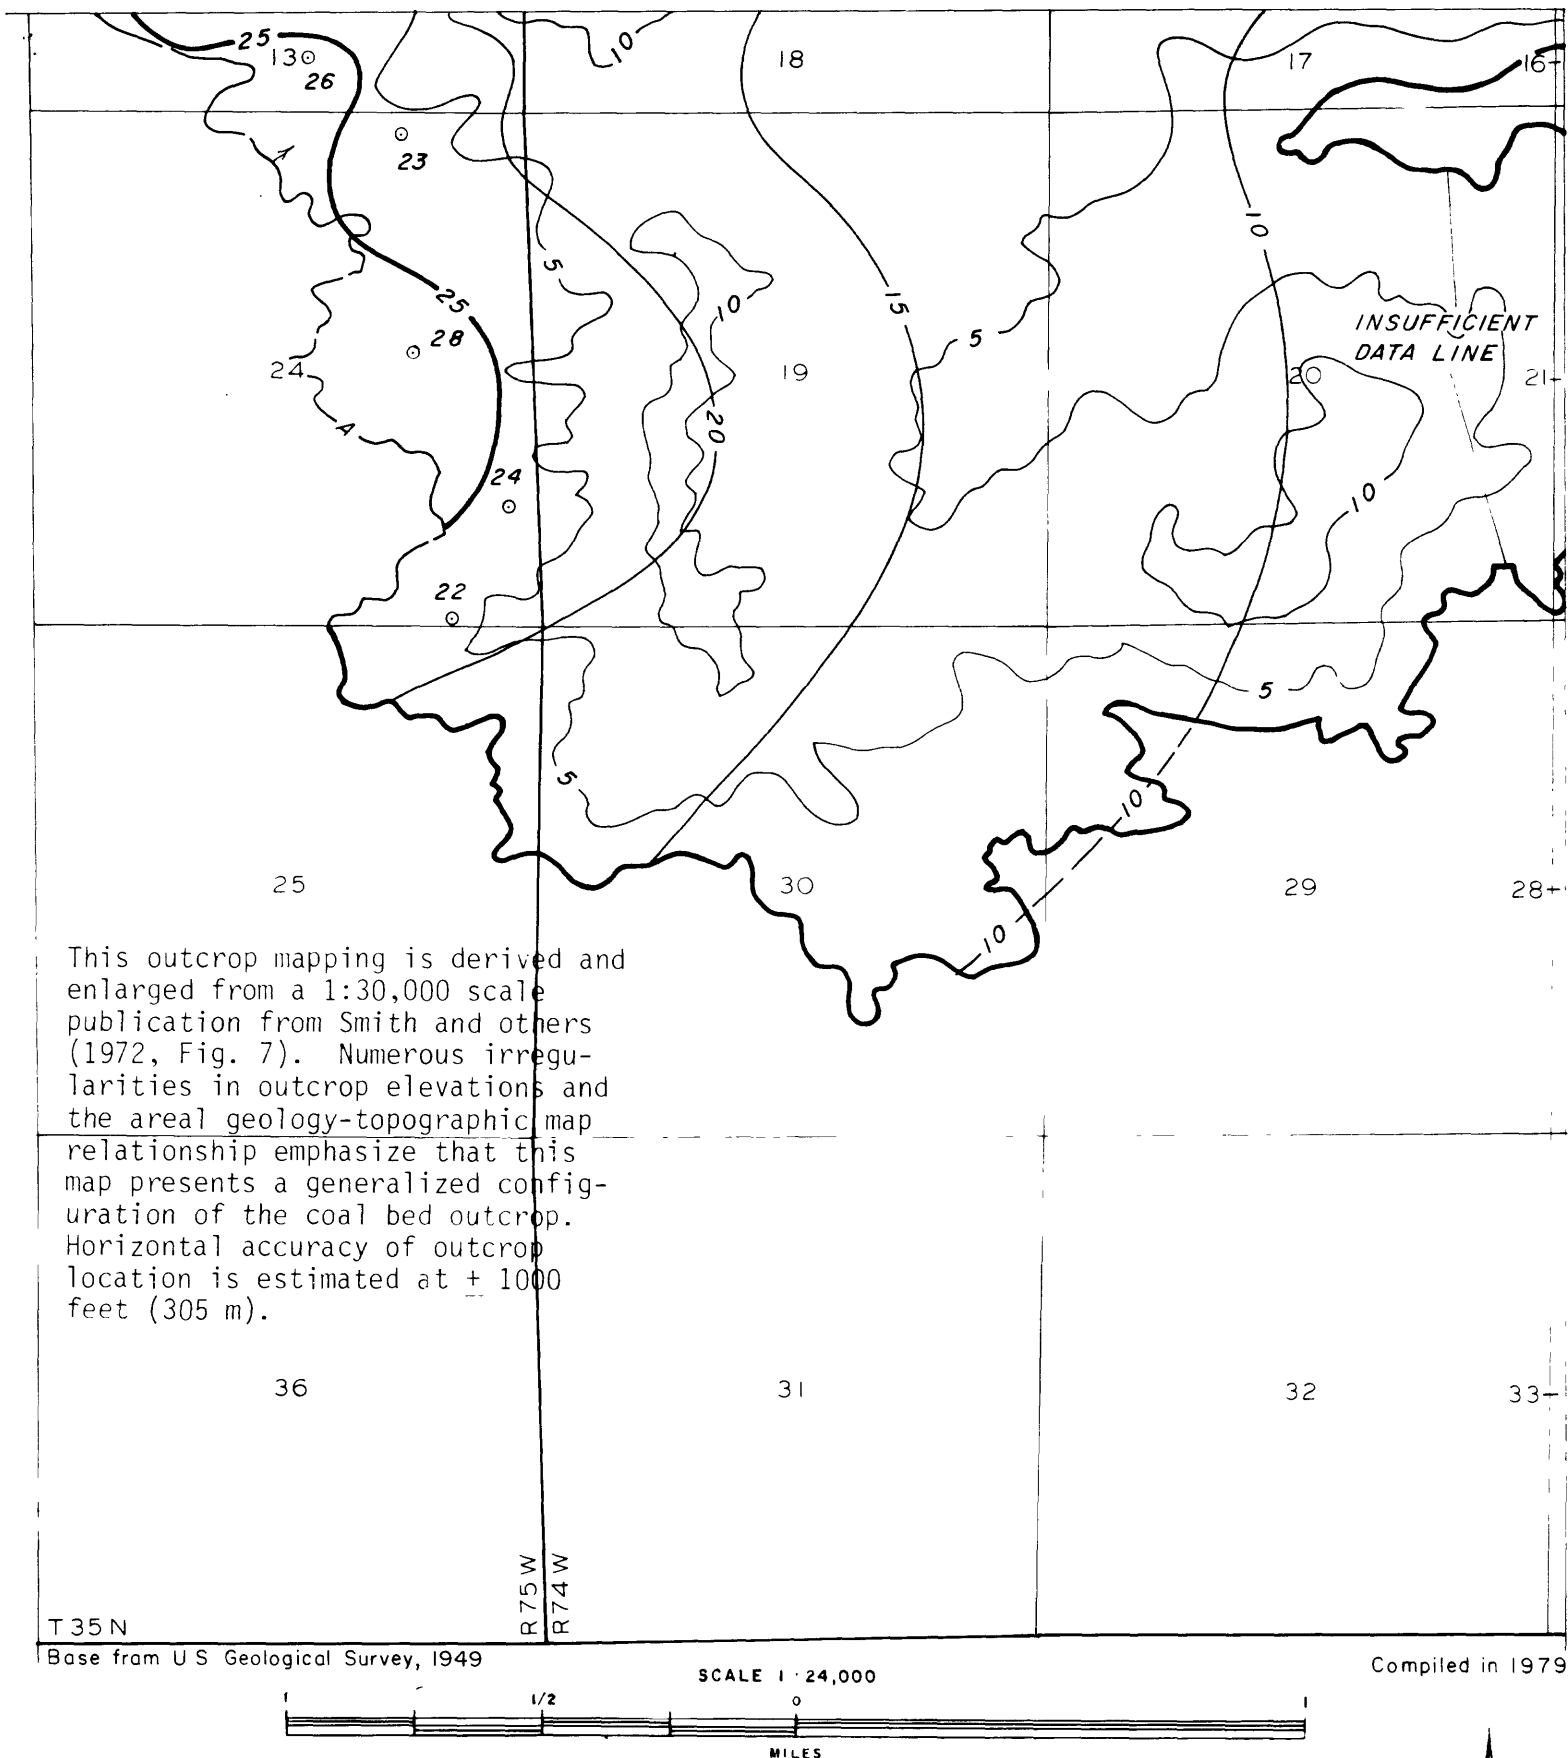 25
13
26
10
18
17
16
23
10
5
25
10
15
INSUFFICIENT
DATA LINE
5
28
24
19
20
21
20
A
24
10
22
5
5
10
25
30
29
28
10
This outcrop mapping is derived and
enlarged from a 1:30,000 scale
publication from Smith and others
(1972, Fig. 7). Numerous irregu-
larities in outcrop elevations and
the areal geology-topographic map
relationship emphasize that this
map presents a generalized config-
uration of the coal bed outcrop.
Horizontal accuracy of outcrop
location is estimated at ± 1000
feet (305 m).
36
31
32
33
R 75 W
R 74 W
T 35 N
Base from U S Geological Survey, 1949
SCALE 1:24,000
Compiled in 1979
1
1/2
0
1
MILES